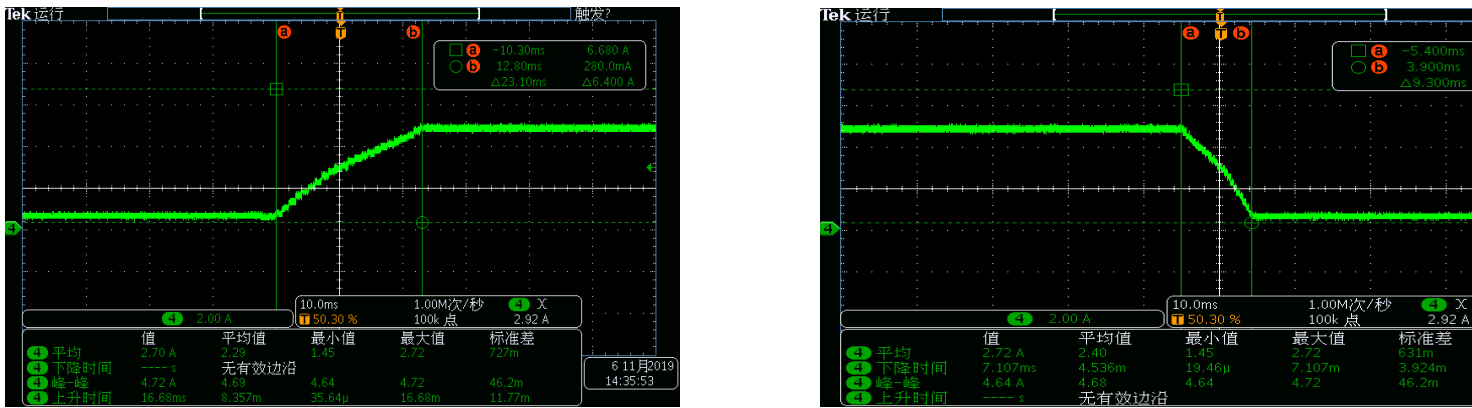 Tek 运行
触发?
T
a
T
b
a −10.30ms 6.680 A
b 12.80ms 280.0mA
△23.10ms △6.400 A
4
4 2.00 A
10.0ms 1.00M次/秒 4 X
T 50.30 % 100k 点 2.92 A
值 平均值 最小值 最大值 标准差
4 平均 2.70 A 2.29 1.45 2.72 727m
4 下降时间 ---- s 无有效边沿
4 峰-峰 4.72 A 4.69 4.64 4.72 46.2m
4 上升时间 16.68ms 8.357m 35.64μ 16.68m 11.77m
6 11月2019
14:35:53
Tek 运行
T
a
T
b
a −5.400ms
b 3.900ms
△9.300ms
4
4 2.00 A
10.0ms 1.00M次/秒 4 X
T 50.30 % 100k 点 2.92 A
值 平均值 最小值 最大值 标准差
4 平均 2.72 A 2.40 1.45 2.72 631m
4 下降时间 7.107ms 4.536m 19.46μ 7.107m 3.924m
4 峰-峰 4.64 A 4.68 4.64 4.72 46.2m
4 上升时间 ---- s 无有效边沿